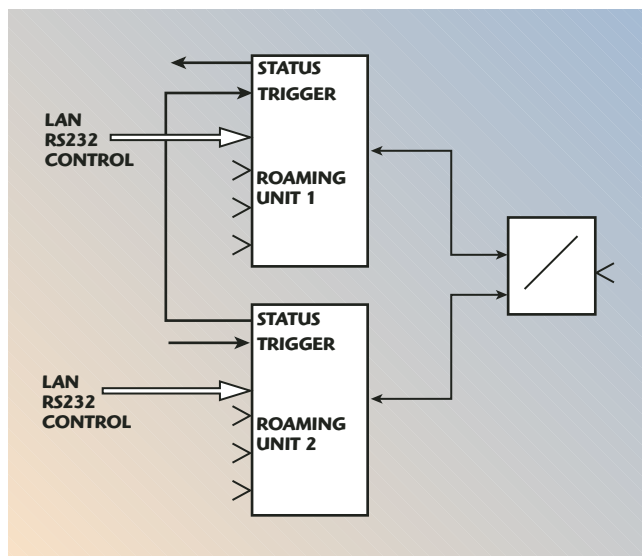 STATUS
TRIGGER
LAN
RS232
CONTROL
ROAMING
UNIT 1
STATUS
TRIGGER
LAN
RS232
CONTROL
ROAMING
UNIT 2